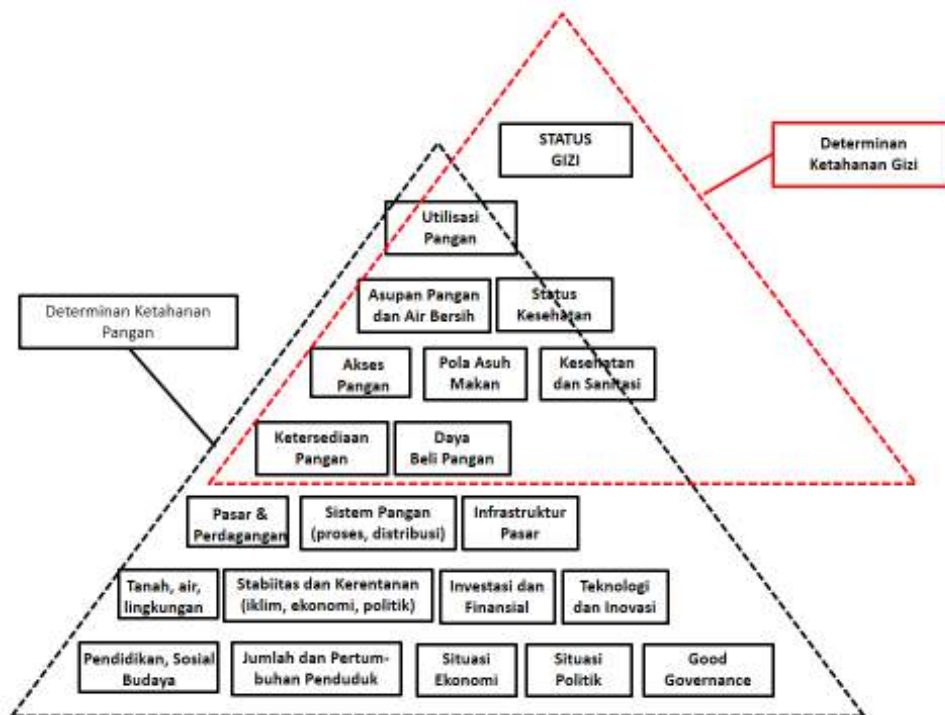 STATUS
GIZI
Determinan
Ketahanan Gizi
Utilisasi
Pangan
Asupan Pangan
dan Air Bersih
Status
Kesehatan
Determinan Ketahanan
Pangan
Akses
Pangan
Pola Asuh
Makan
Kesehatan
dan Sanitasi
Ketersediaan
Pangan
Daya
Beli Pangan
Pasar &
Perdagangan
Sistem Pangan
(proses, distribusi)
Infrastruktur
Pasar
Tanah, air,
lingkungan
Stabiitas dan Kerentanan
(iklim, ekonomi, politik)
Investasi dan
Finansial
Teknologi
dan Inovasi
Pendidikan, Sosial
Budaya
Jumlah dan Pertum-
buhan Penduduk
Situasi
Ekonomi
Situasi
Politik
Good
Governance